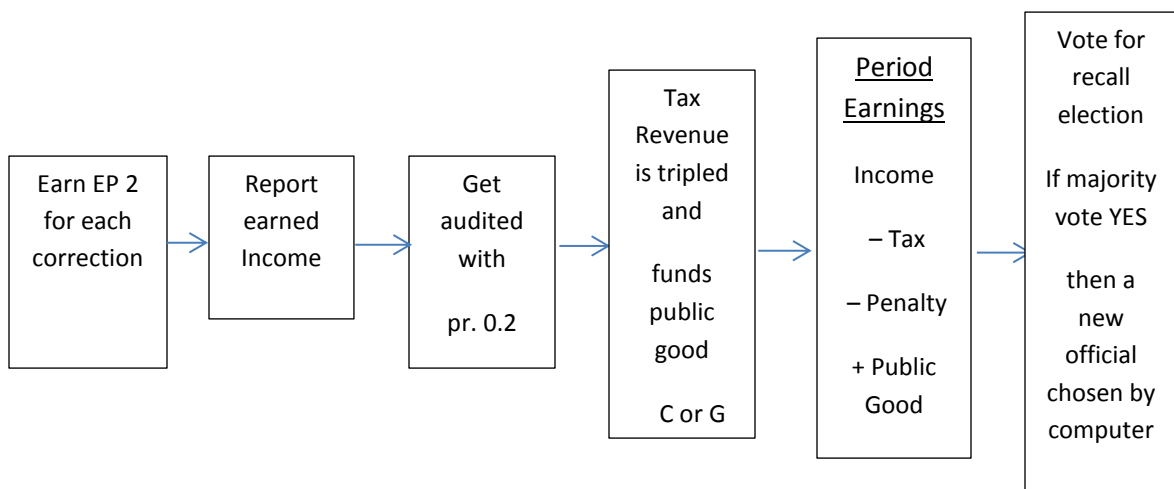 Earn EP 2
for each
correction
Report
earned
Income
Get
audited
with
pr. 0.2
Tax
Revenue
is tripled
and
funds
public
good
C or G
Period
Earnings
Income
– Tax
– Penalty
+ Public
Good
Vote for
recall
election
If majority
vote YES
then a
new
official
chosen by
computer